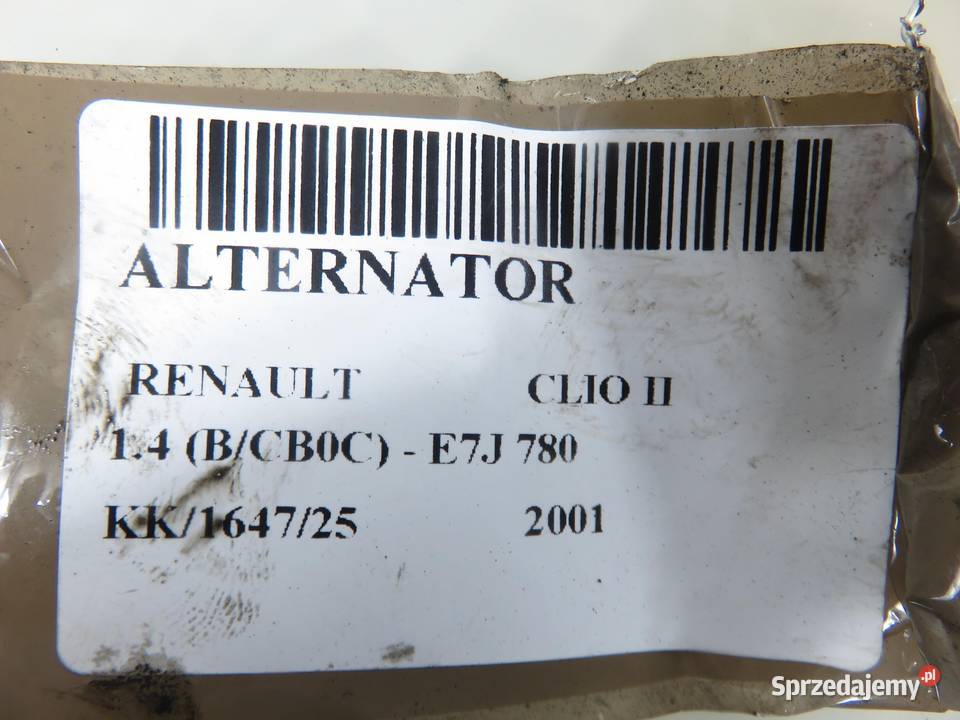 ALTERNATOR
RENAULT CLIO II
1.4 (B/CB0C) - E7J 780
KK/1647/25 2001
Sprzedajemy.pl